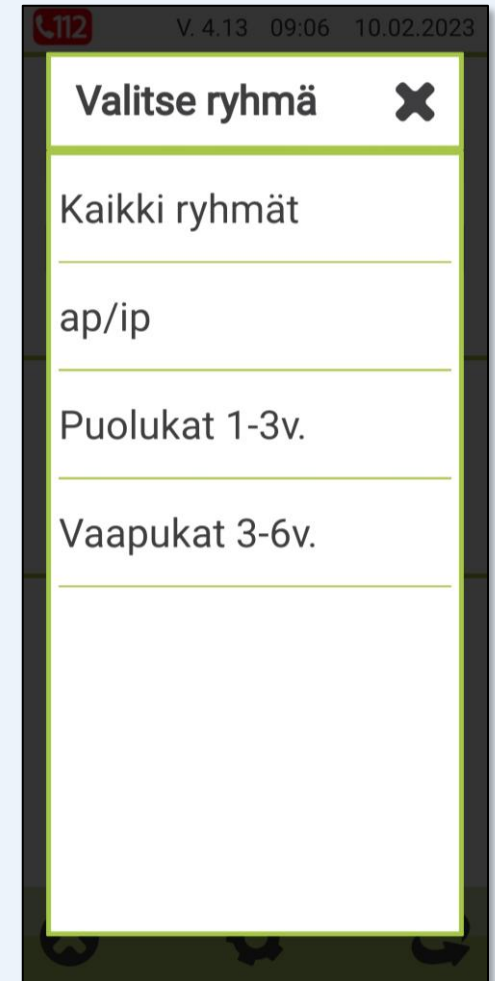 112 V. 4.13 09:06 10.02.2023
Valitse ryhmä
Kaikki ryhmät
ap/ip
Puolukat 1-3v.
Vaapukat 3-6v.